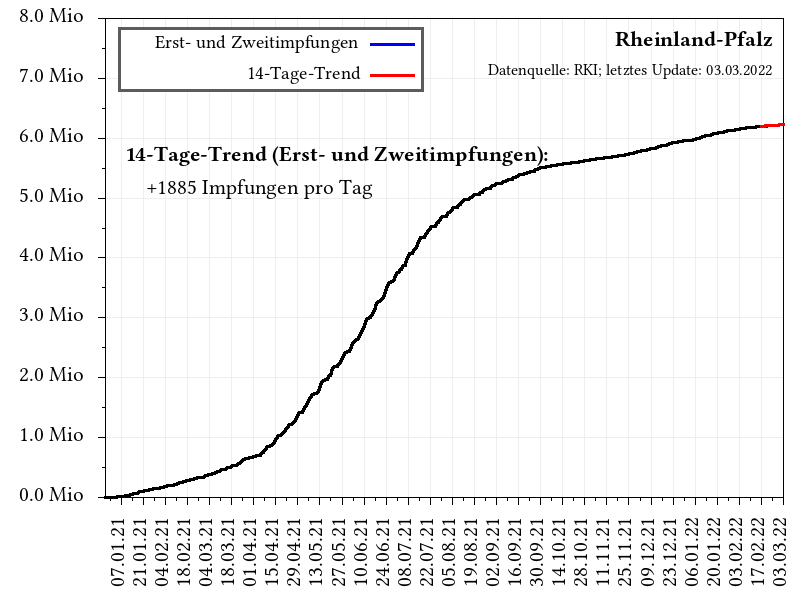 8.0 Mio
7.0 Mio
6.0 Mio
5.0 Mio
4.0 Mio
3.0 Mio
2.0 Mio
1.0 Mio
0.0 Mio
Erst- und Zweitimpfungen
14-Tage-Trend
Rheinland-Pfalz
Datenquelle: RKI; letztes Update: 03.03.2022
14-Tage-Trend (Erst- und Zweitimpfungen):
+1885 Impfungen pro Tag
07.01.21
21.01.21
04.02.21
18.02.21
04.03.21
18.03.21
01.04.21
15.04.21
29.04.21
13.05.21
27.05.21
10.06.21
24.06.21
08.07.21
22.07.21
05.08.21
19.08.21
02.09.21
16.09.21
30.09.21
14.10.21
28.10.21
11.11.21
25.11.21
09.12.21
23.12.21
06.01.22
20.01.22
03.02.22
17.02.22
03.03.22